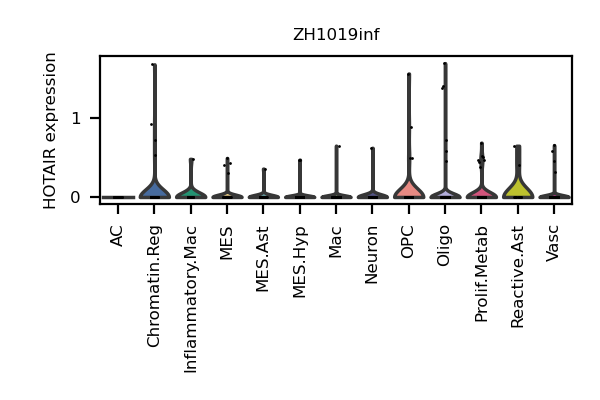 ZH1019inf
HOTAIR expression
1
0
AC
Chromatin.Reg
Inflammatory.Mac
MES
MES.Ast
MES.Hyp
Mac
Neuron
OPC
Oligo
Prolif.Metab
Reactive.Ast
Vasc